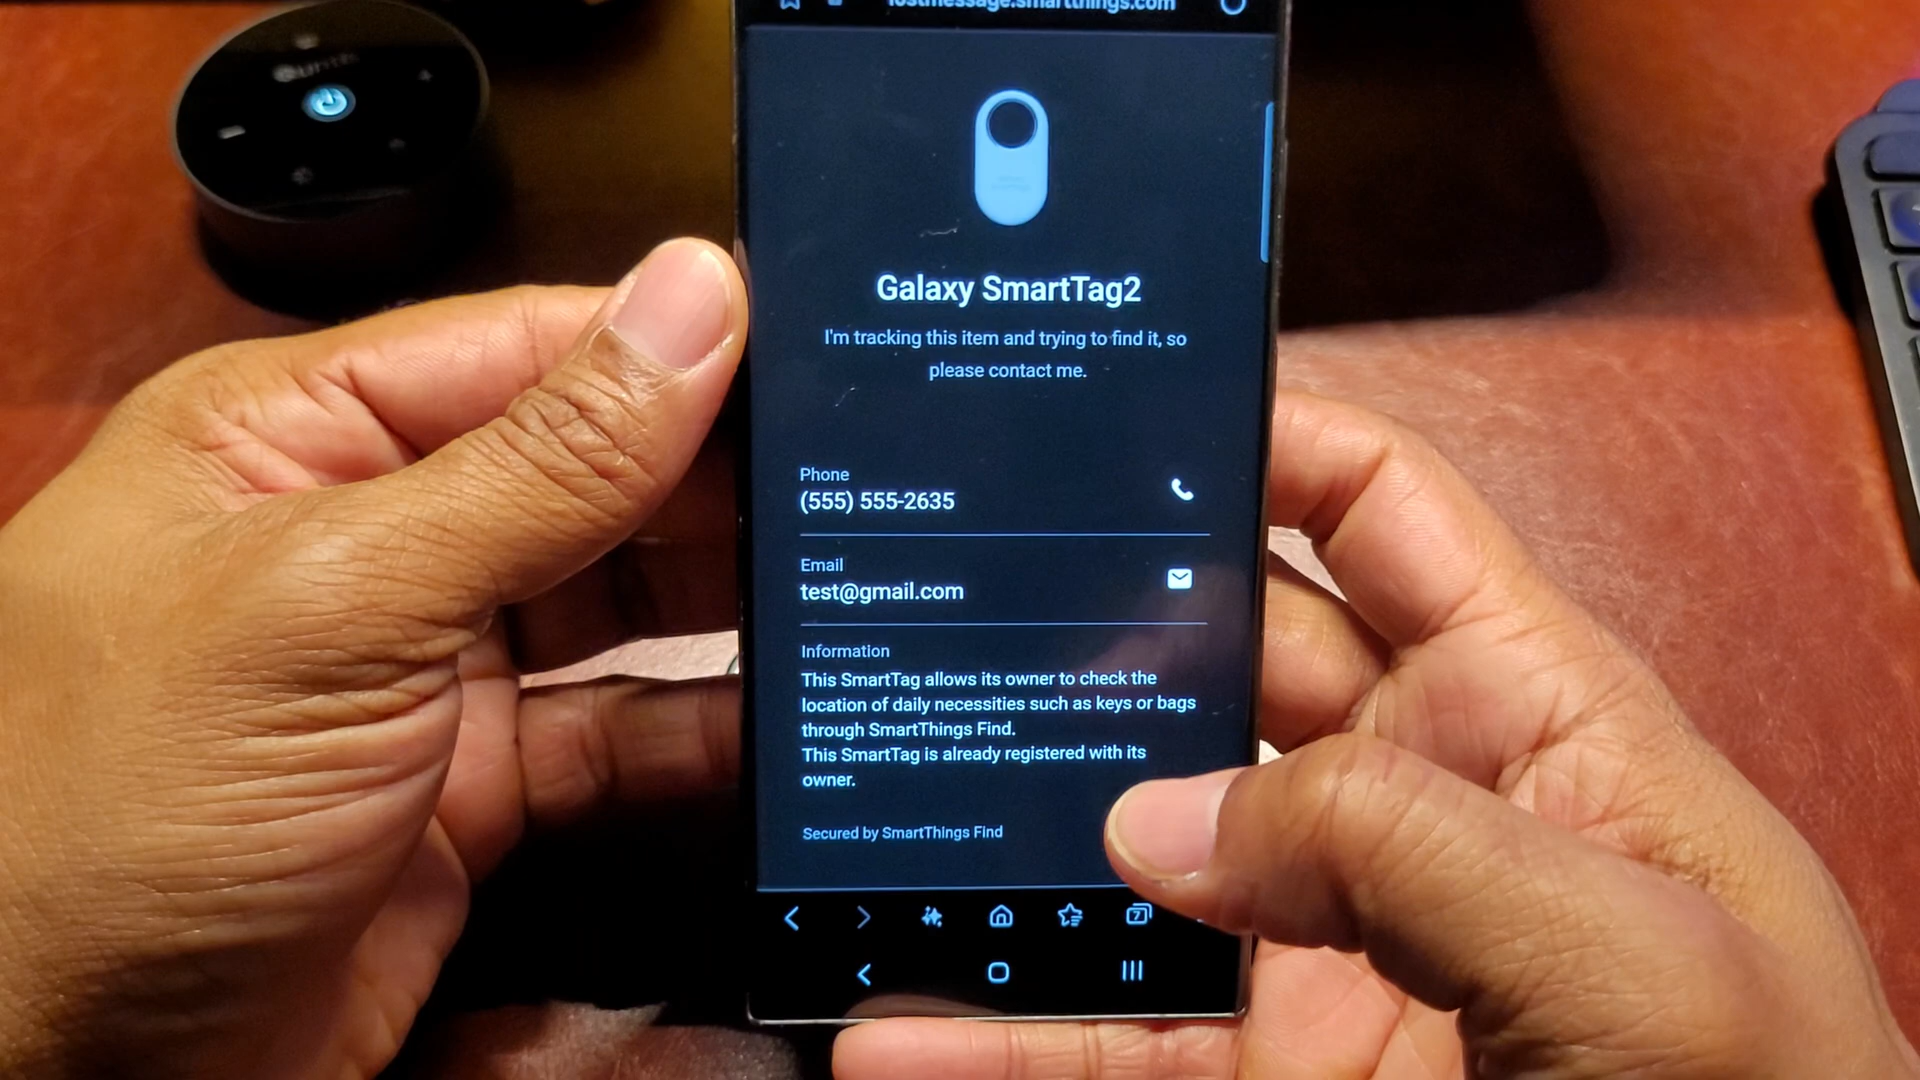 lostmessage.smartthings.com
Galaxy SmartTag2
I'm tracking this item and trying to find it, so
please contact me.
Phone
(555) 555-2635
Email
test@gmail.com
Information
This SmartTag allows its owner to check the
location of daily necessities such as keys or bags
through SmartThings Find.
This SmartTag is already registered with its
owner.
Secured by SmartThings Find
7